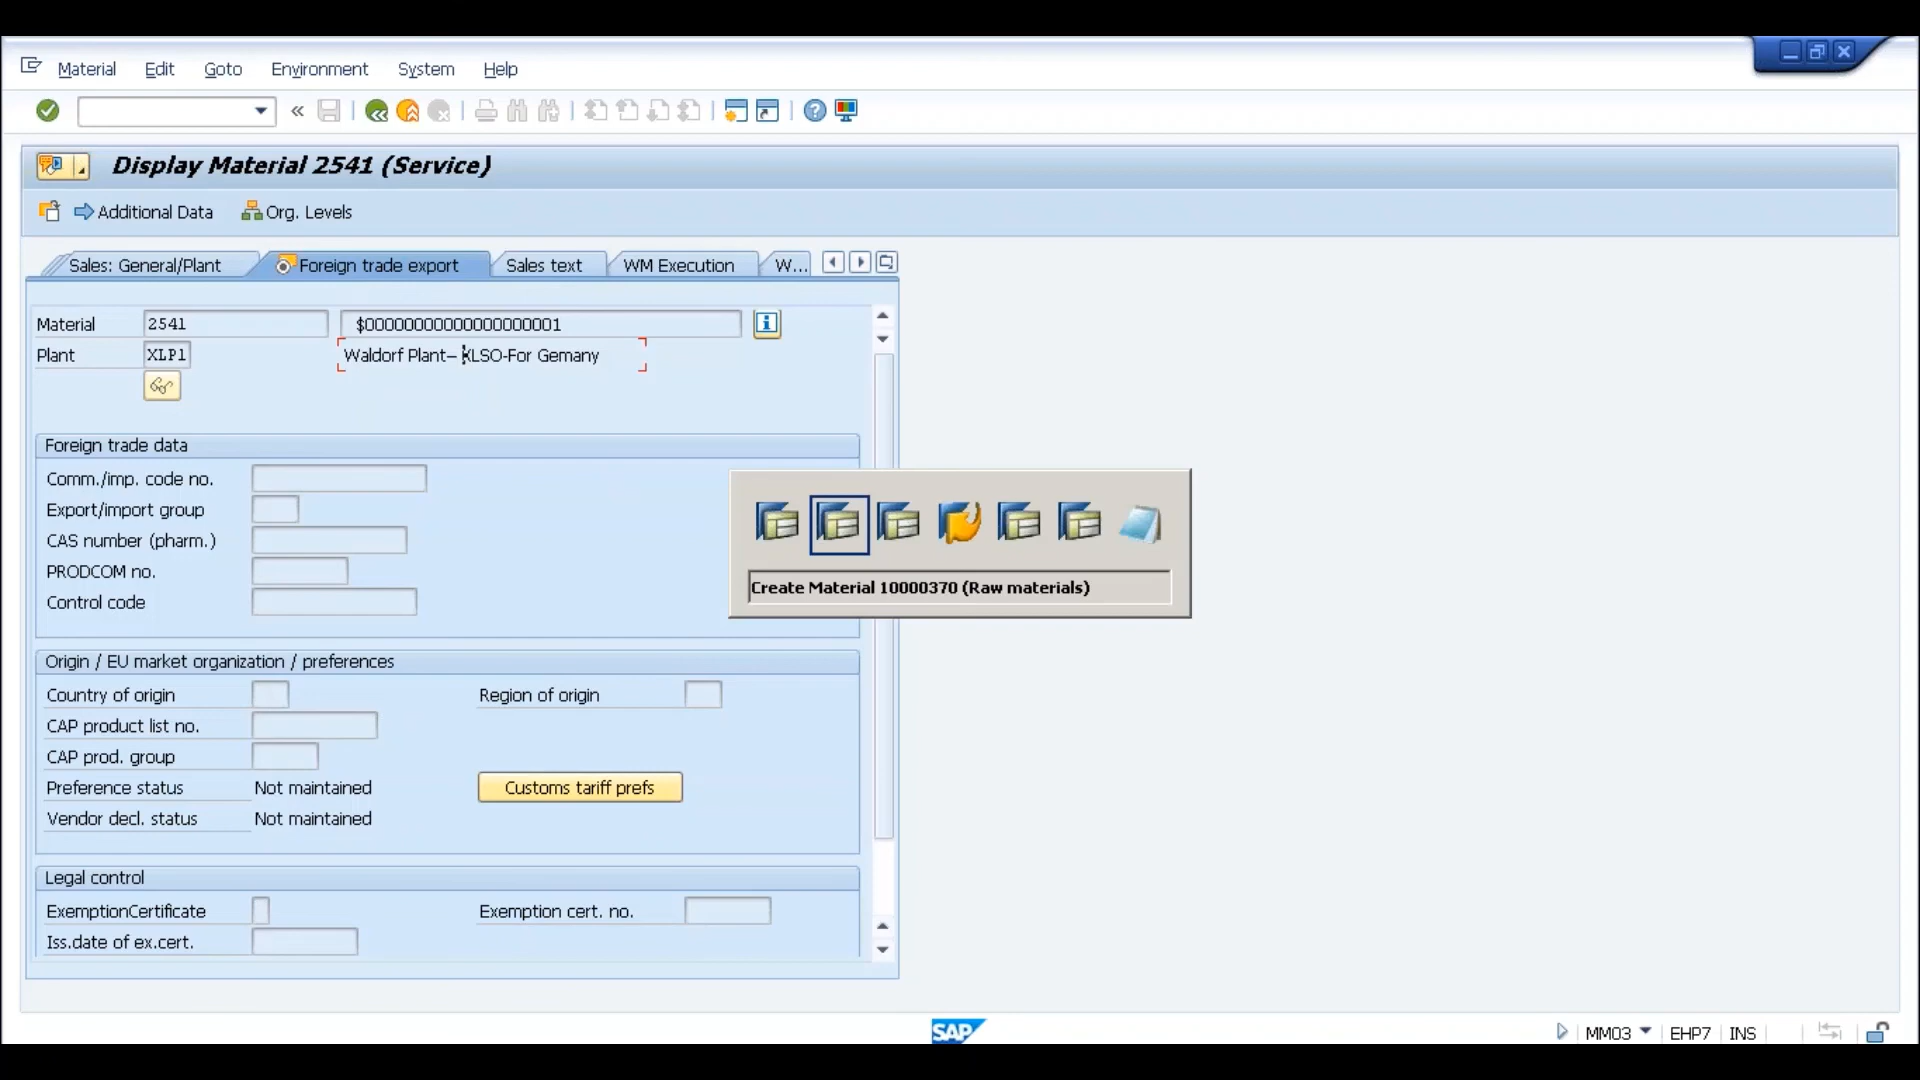 Material Edit Goto Environment System Help
Display Material 2541 (Service)
Additional Data Org. Levels
Sales: General/Plant Foreign trade export Sales text WM Execution W...
Material 2541 $00000000000000000001
Plant XLP1 Waldorf Plant– KLSO-For Gemany
Foreign trade data
Comm./imp. code no.
Export/import group
CAS number (pharm.)
PRODCOM no.
Control code
Create Material 10000370 (Raw materials)
Origin / EU market organization / preferences
Country of origin Region of origin
CAP product list no.
CAP prod. group
Preference status Not maintained Customs tariff prefs
Vendor decl. status Not maintained
Legal control
ExemptionCertificate Exemption cert. no.
Iss.date of ex.cert.
SAP MM03 EHP7 INS